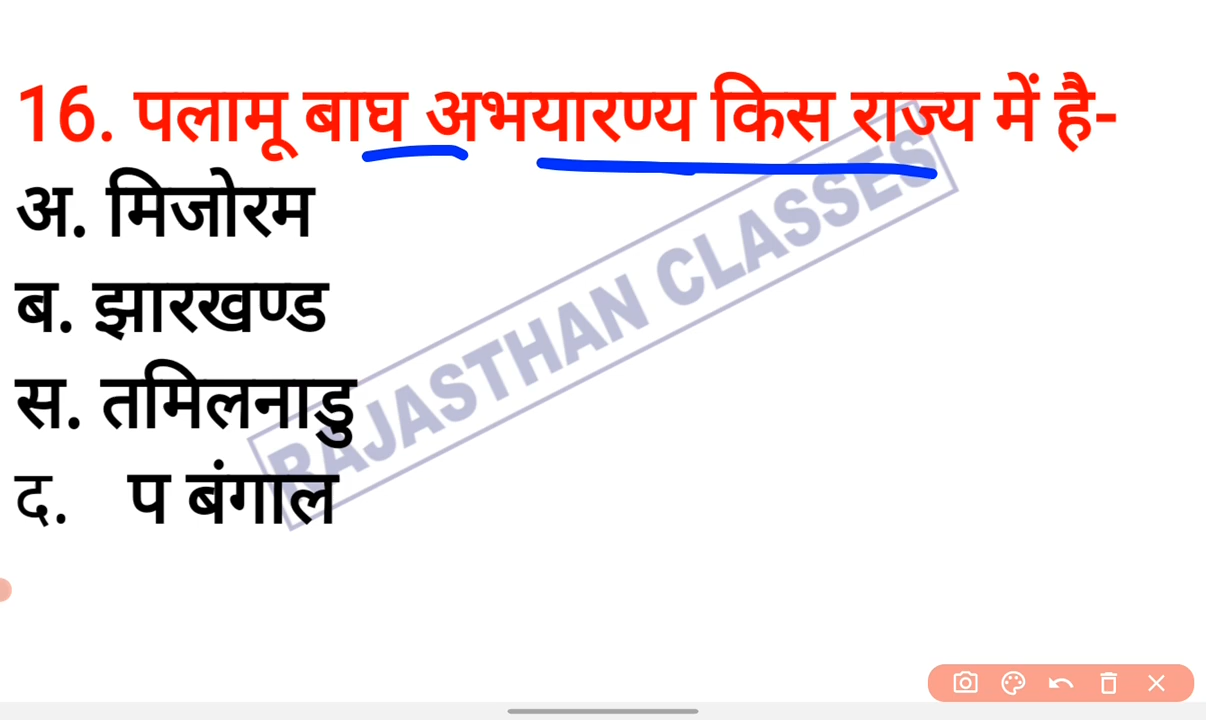 16. पलामू बाघ अभयारण्य किस राज्य में है-
अ. मिजोरम
ब. झारखण्ड
स. तमिलनाडु
द. प बंगाल
RAJASTHAN CLASSES